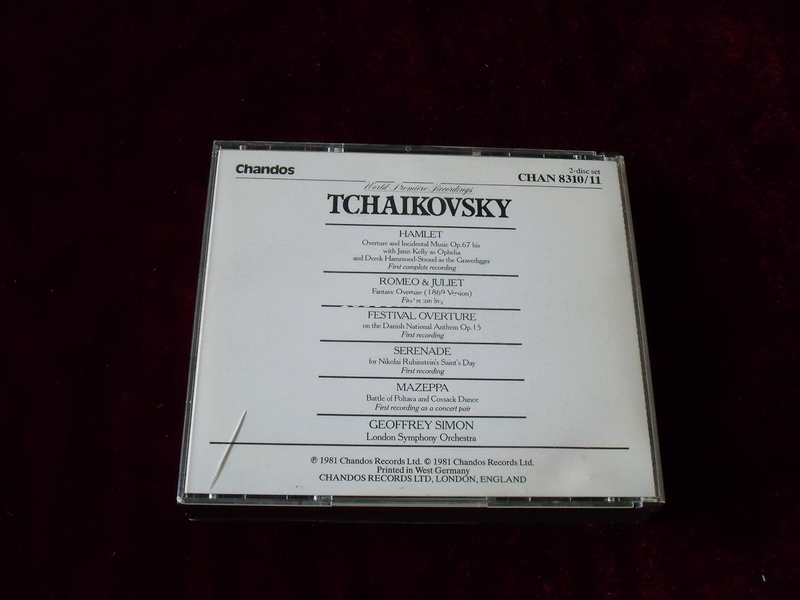 Chandos
2-disc set
CHAN 8310/11
World Première Recordings
TCHAIKOVSKY
HAMLET
Overture and Incidental Music Op.67 bis
with Janis Kelly as Ophelia
and Derek Hammond-Stroud as the Gravedigger
First complete recording
ROMEO & JULIET
Fantasy Overture (1869 Version)
First recording
FESTIVAL OVERTURE
on the Danish National Anthem Op.15
First recording
SERENADE
for Nikolai Rubinstein's Saint's Day
First recording
MAZEPPA
Battle of Poltava and Cossack Dance
First recording as a concert pair
GEOFFREY SIMON
London Symphony Orchestra
℗ 1981 Chandos Records Ltd. © 1981 Chandos Records Ltd.
Printed in West Germany
CHANDOS RECORDS LTD, LONDON, ENGLAND